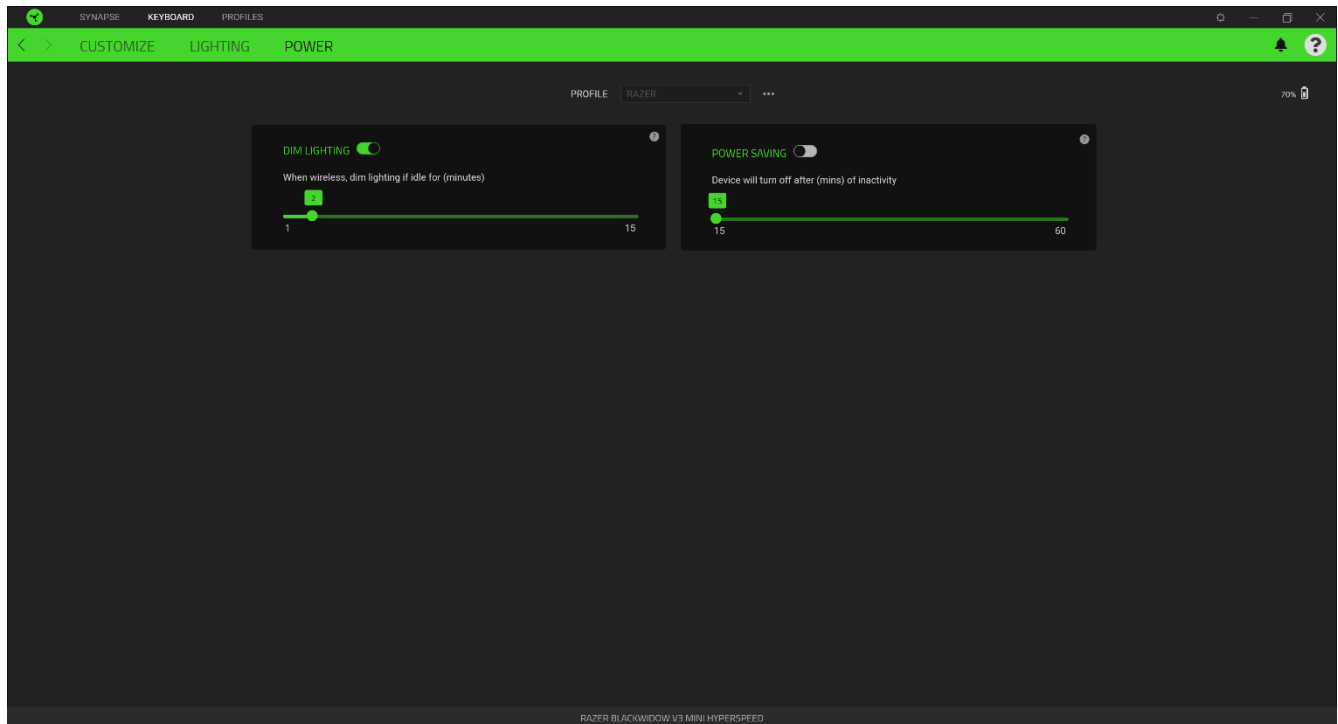 SYNAPSE KEYBOARD PROFILES
CUSTOMIZE LIGHTING POWER ?
PROFILE RAZER ••• 70%
DIM LIGHTING ?
When wireless, dim lighting if idle for (minutes)
2
1 15
POWER SAVING ?
Device will turn off after (mins) of inactivity
15
15 60
RAZER BLACKWIDOW V3 MINI HYPERSPEED